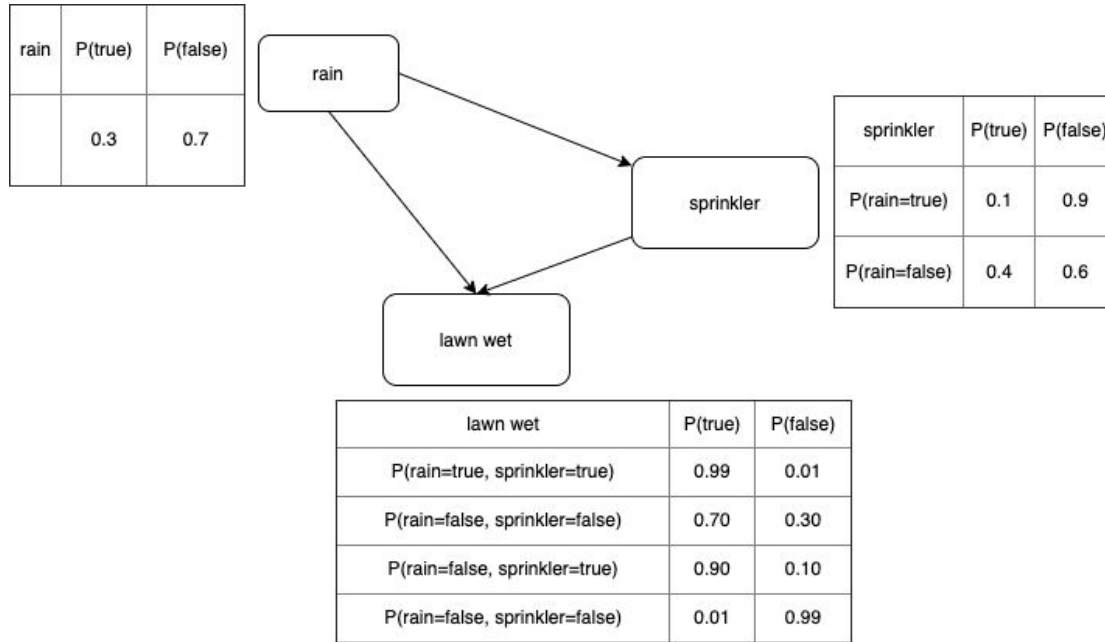 rain P(true) P(false)
0.3 0.7
rain
sprinkler
sprinkler P(true) P(false)
P(rain=true) 0.1 0.9
P(rain=false) 0.4 0.6
lawn wet
lawn wet P(true) P(false)
P(rain=true, sprinkler=true) 0.99 0.01
P(rain=false, sprinkler=false) 0.70 0.30
P(rain=false, sprinkler=true) 0.90 0.10
P(rain=false, sprinkler=false) 0.01 0.99